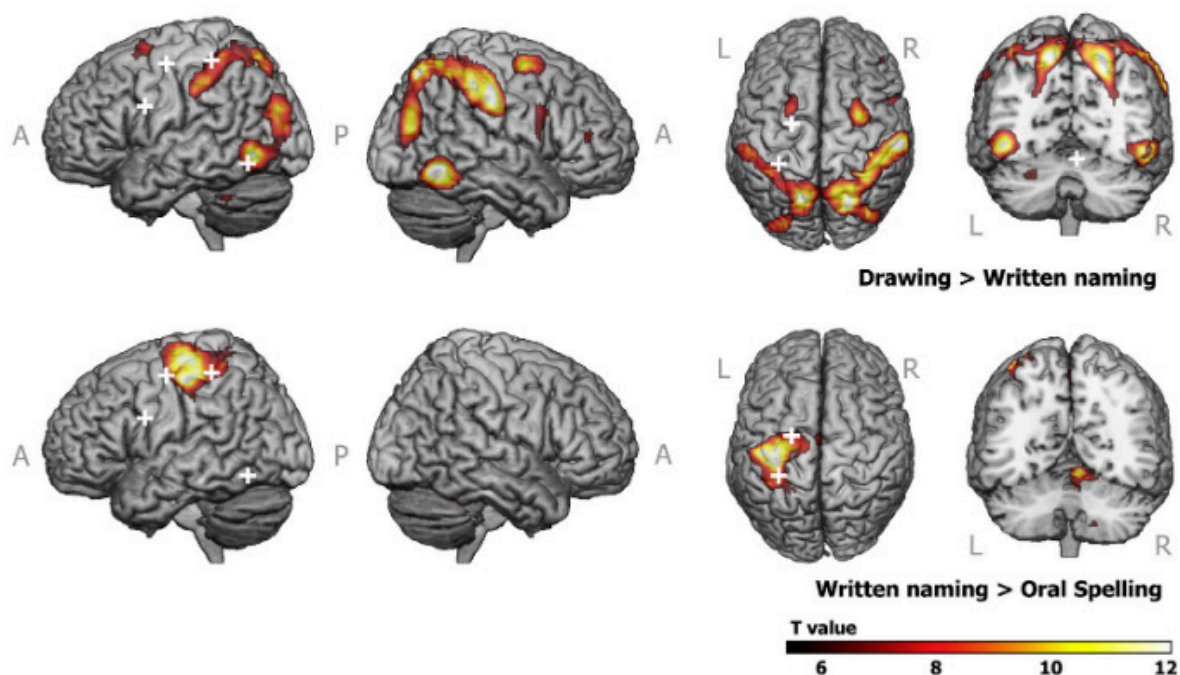 L R
A P A
L R
Drawing > Written naming
L R
A P A
L R
Written naming > Oral Spelling
T value
6 8 10 12